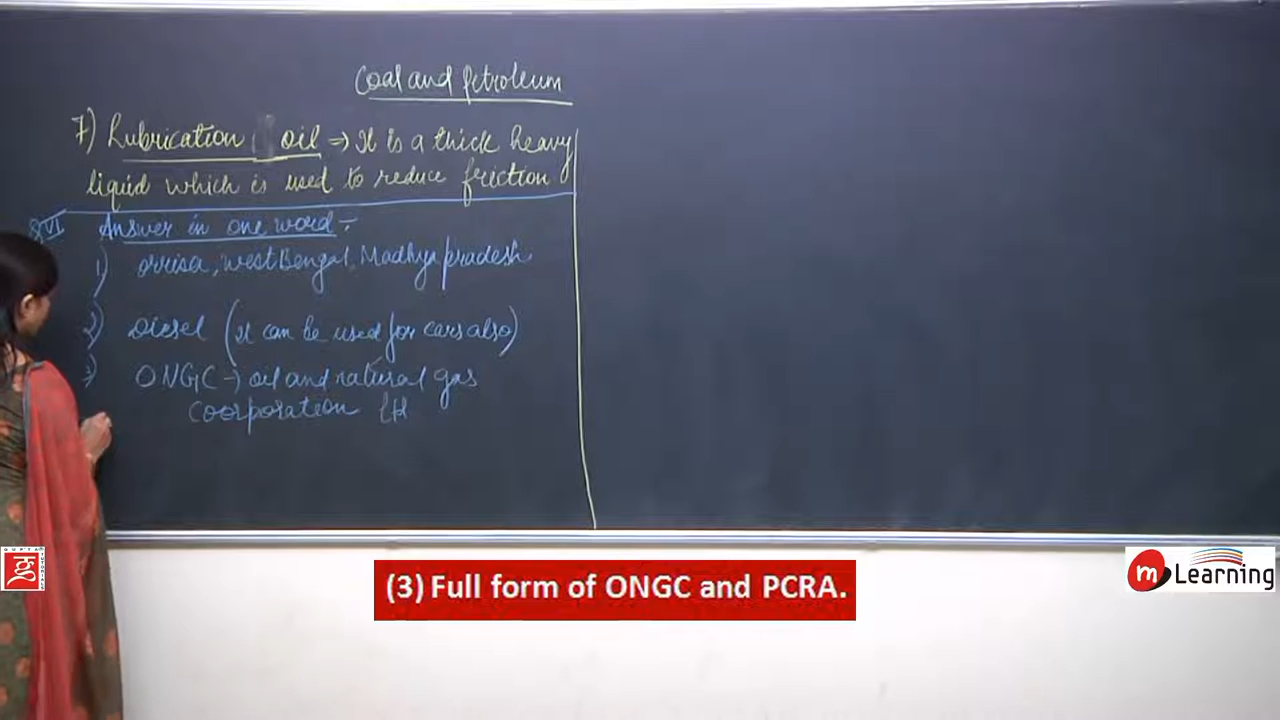 Coal and Petroleum
7) Lubrication oil ⇒ It is a thick heavy
liquid which is used to reduce friction
QVI Answer in one word :-
1) orrisa, west Bengal, Madhya pradesh
2) Diesel (it can be used for cars also)
3) ONGC → oil and natural gas
coorporation
(3) Full form of ONGC and PCRA.
GUPTA
m Learning